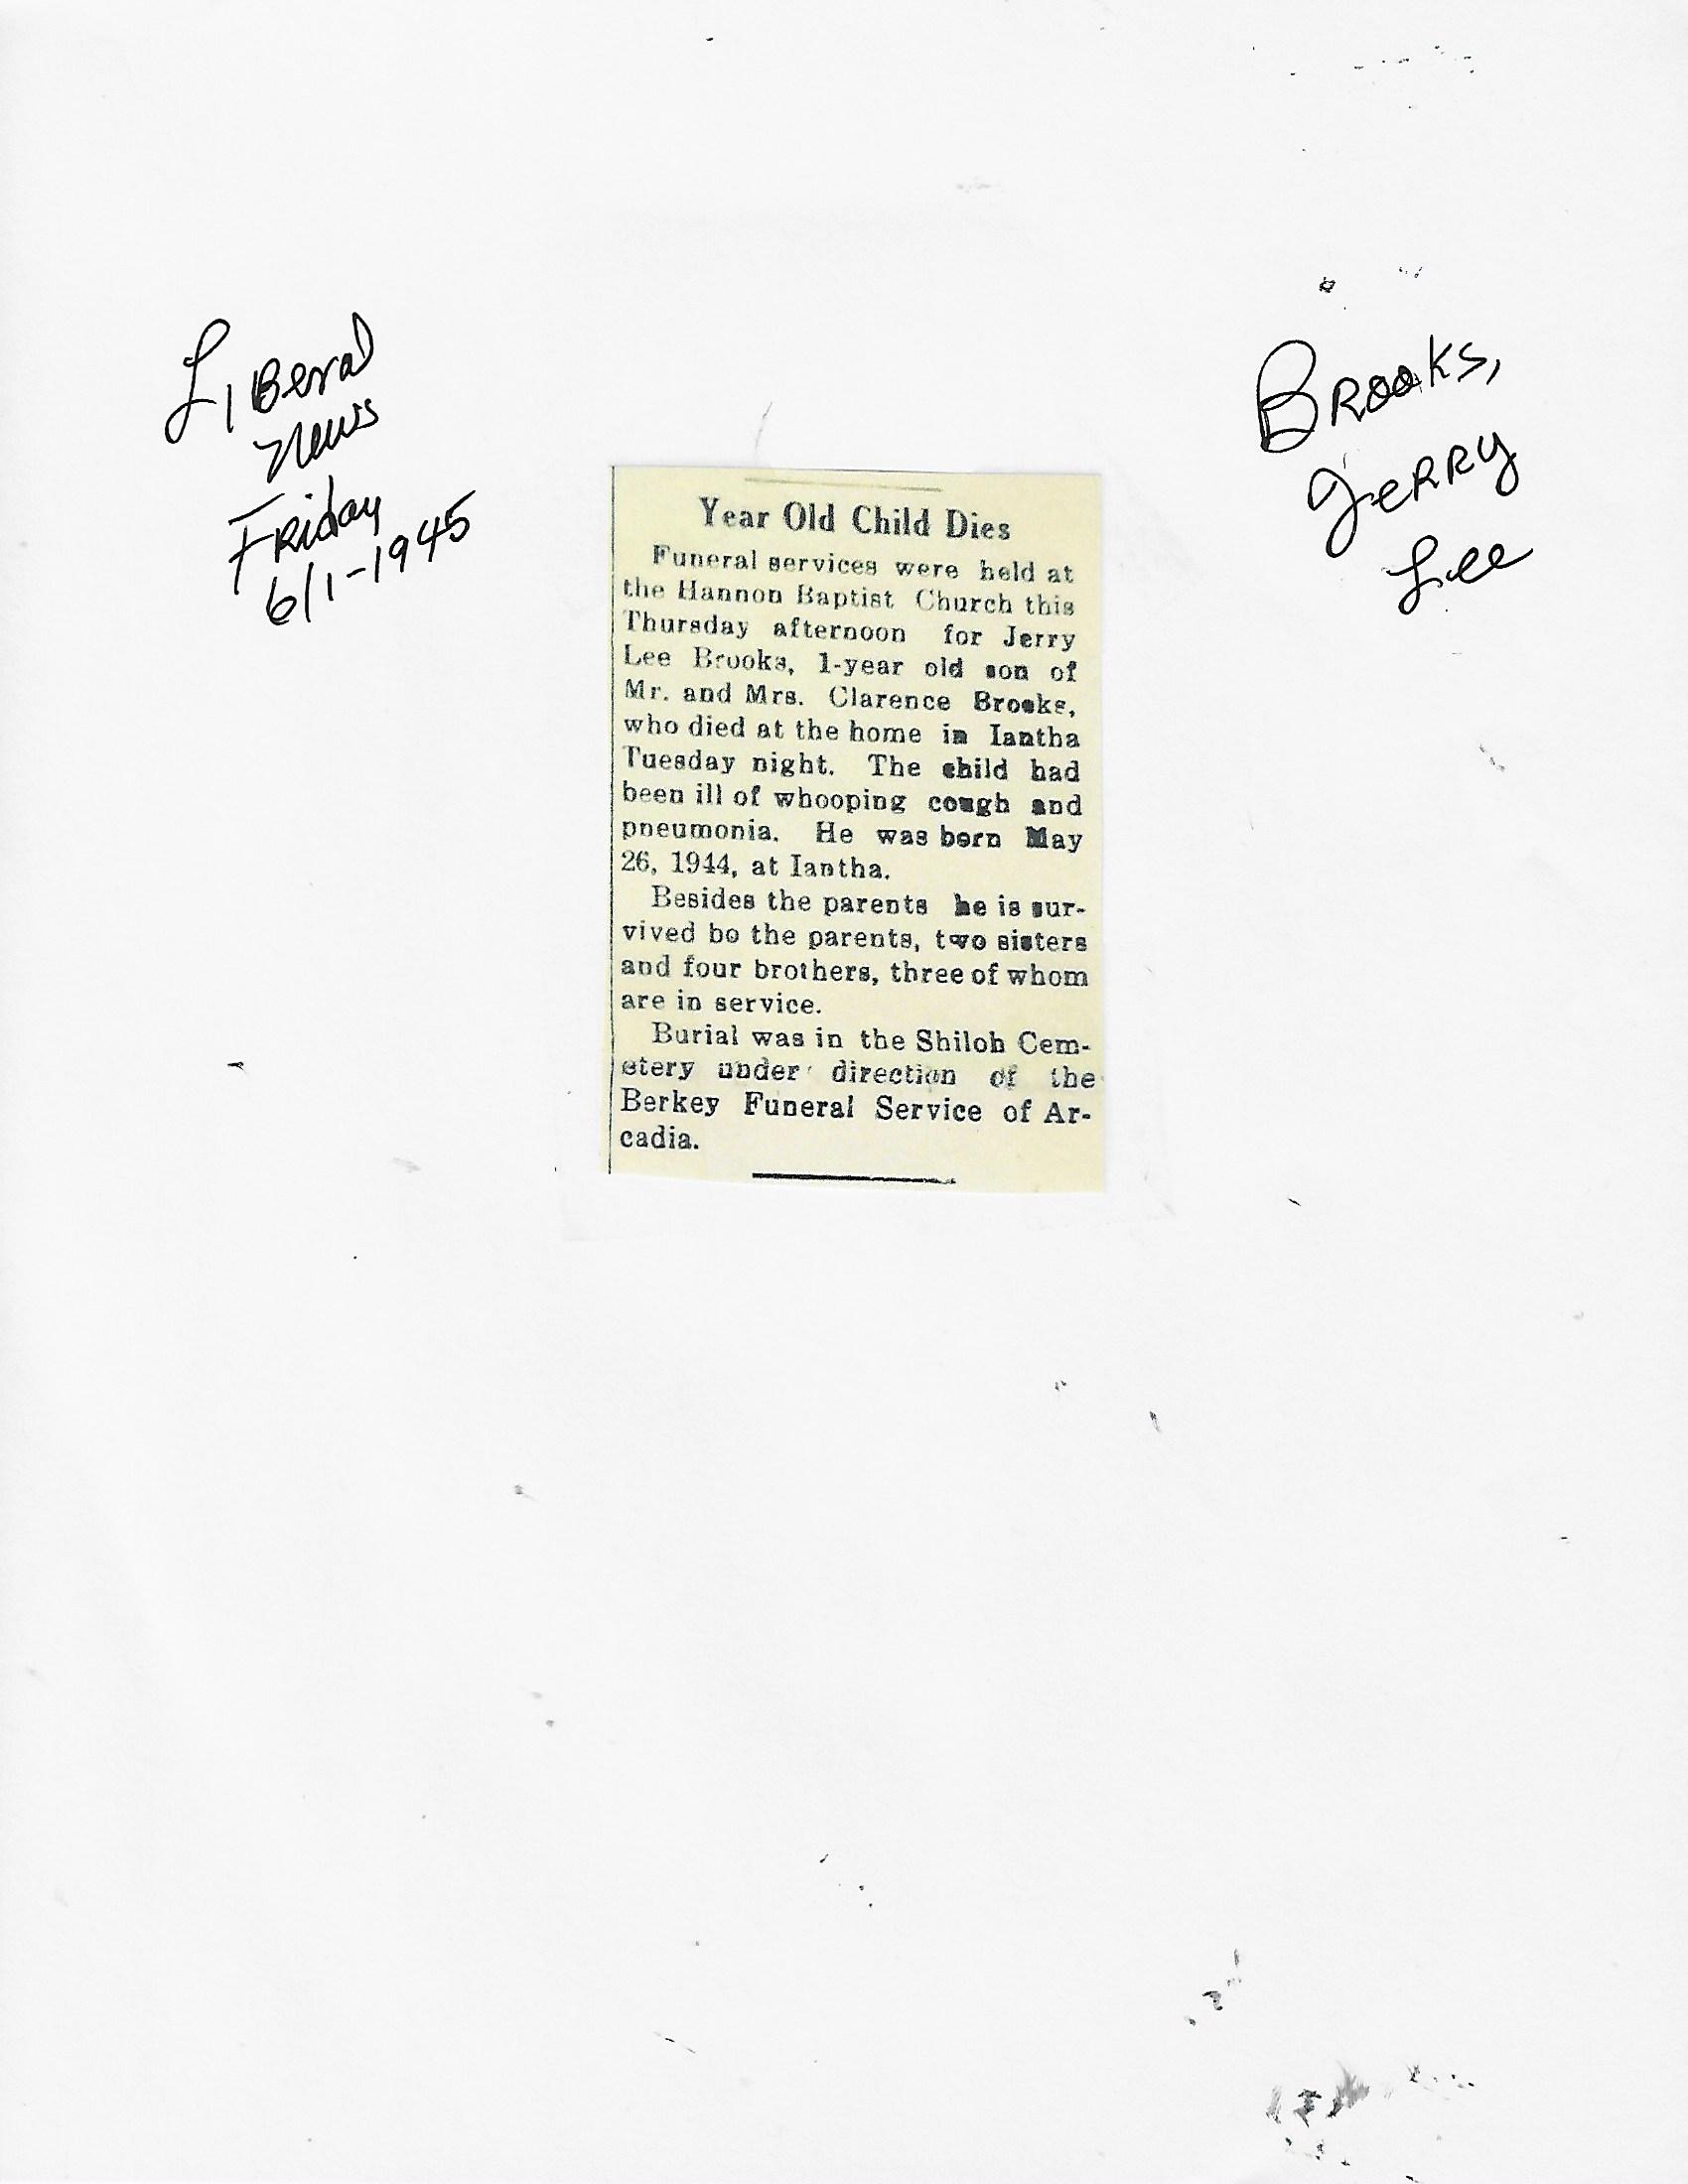 Liberal
News
Friday
6/1-1945
Brooks,
Jerry
Lee
Year Old Child Dies
Funeral services were held at
the Hannon Baptist Church this
Thursday afternoon for Jerry
Lee Brooks, 1-year old son of
Mr. and Mrs. Clarence Brooks,
who died at the home in Iantha
Tuesday night. The child had
been ill of whooping cough and
pneumonia. He was born May
26, 1944, at Iantha.
Besides the parents he is sur-
vived bo the parents, two sisters
and four brothers, three of whom
are in service.
Burial was in the Shiloh Cem-
etery under direction of the
Berkey Funeral Service of Ar-
cadia.